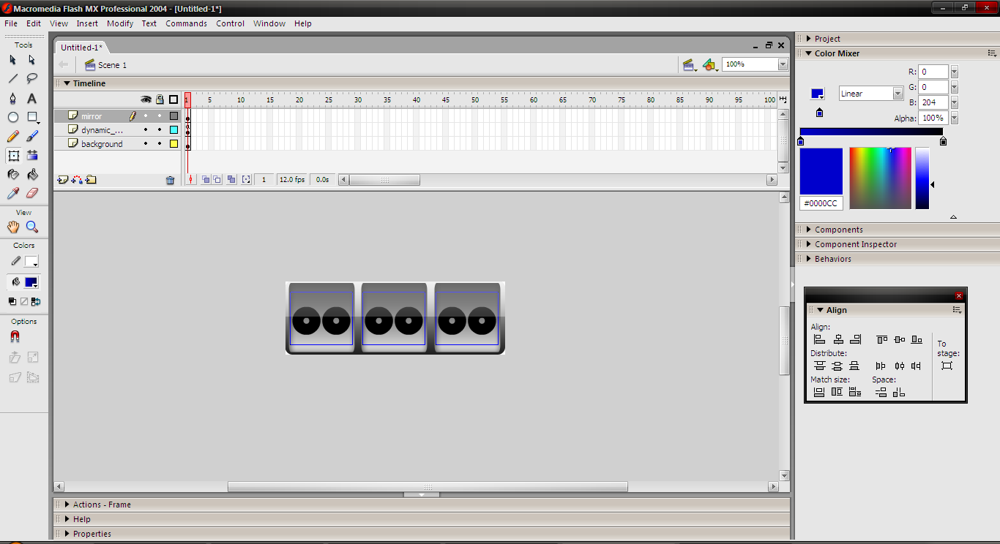 Macromedia Flash MX Professional 2004 - [Untitled-1*]
File Edit View Insert Modify Text Commands Control Window Help
Tools
View
Colors
Options
Untitled-1*
Scene 1
100%
Timeline
1 5 10 15 20 25 30 35 40 45 50 55 60 65 70 75 80 85 90 95 100
mirror
dynamic_...
background
1 12.0 fps 0.0s
Actions - Frame
Help
Properties
Project
Color Mixer
R: 0
Linear
G: 0
B: 204
Alpha: 100%
#0000CC
Components
Component Inspector
Behaviors
Align
Align:
To
stage:
Distribute:
Match size: Space: